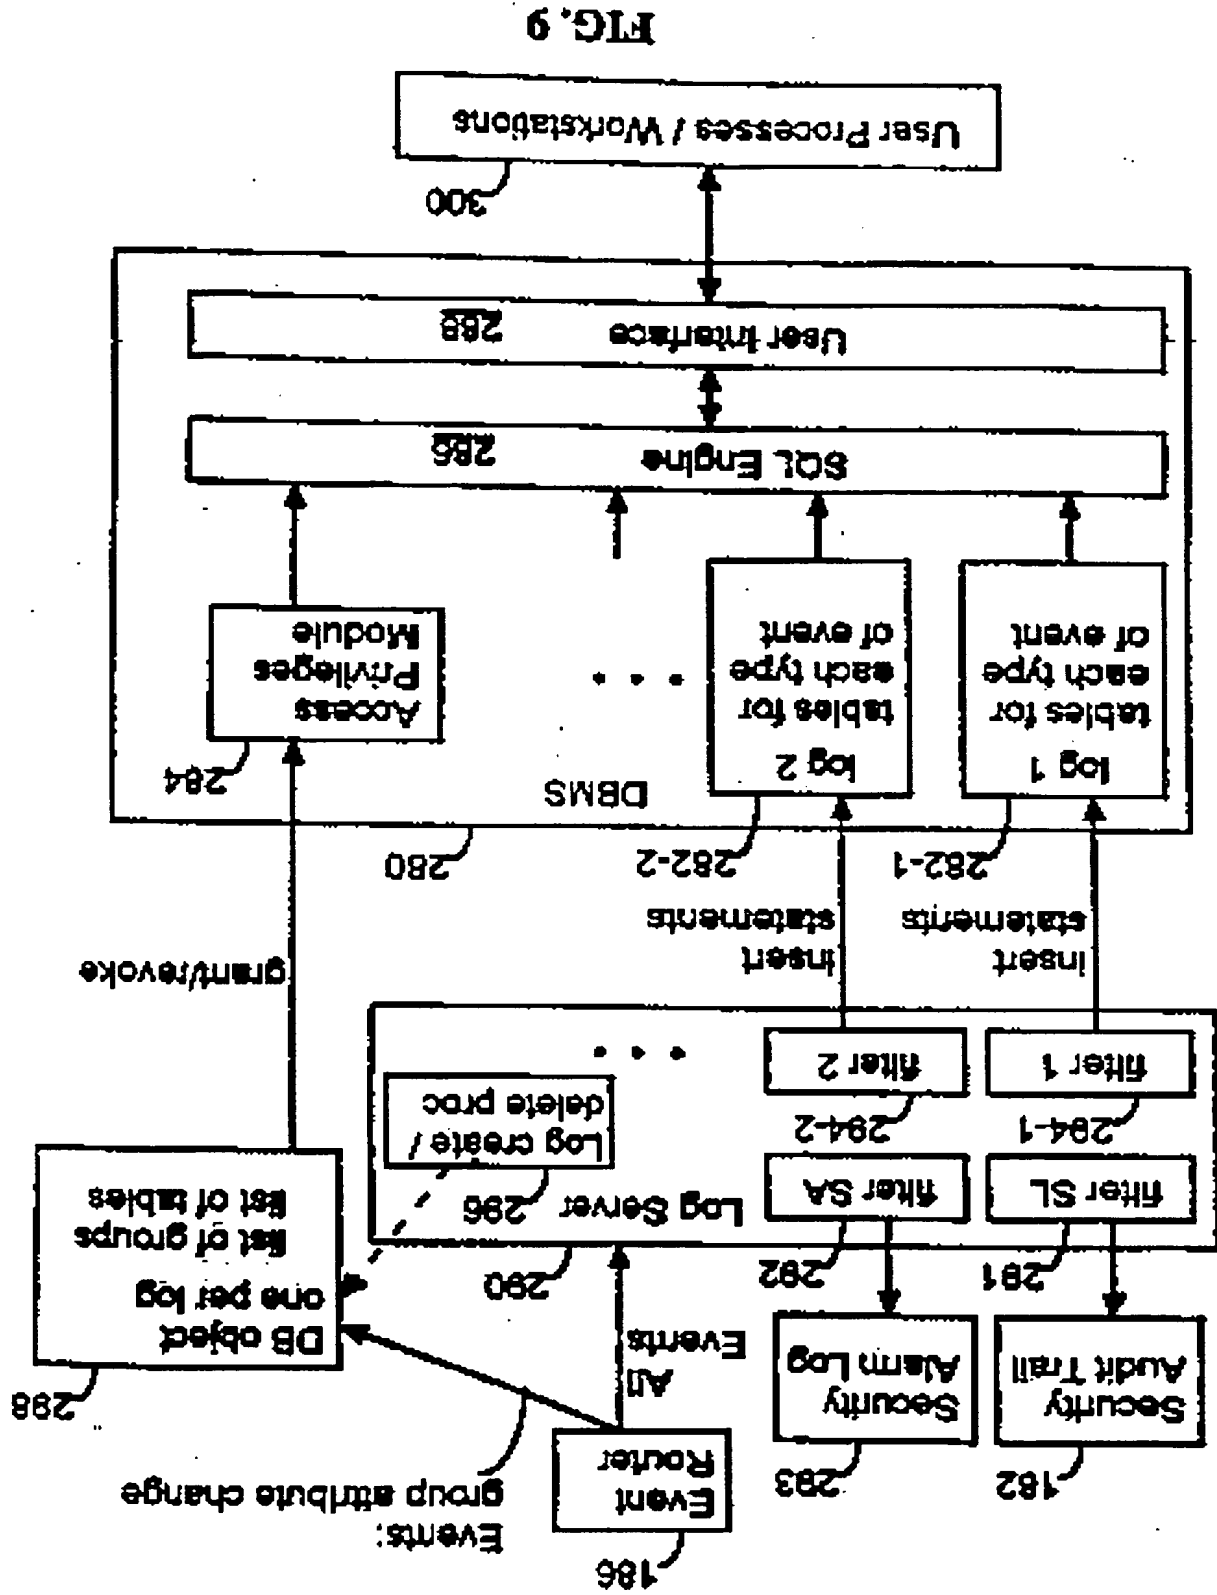 186
Event
Router
Events:
group attribute change
182
Security
Audit Trail
293
Security
Alarm Log
All
Events
298
DB object
one per log
list of groups
list of tables
291
292
290
filter SL
filter SA
Log Server
296
Log create /
delete proc
294-1
294-2
filter 1
filter 2
. . .
insert
statements
insert
statements
grant/revoke
282-1
282-2
280
log 1
tables for
each type
of event
log 2
tables for
each type
of event
DBMS
284
Access
Privileges
Module
. . .
SQL Engine 286
User Interface 288
300
User Processes / Workstations
FIG. 9